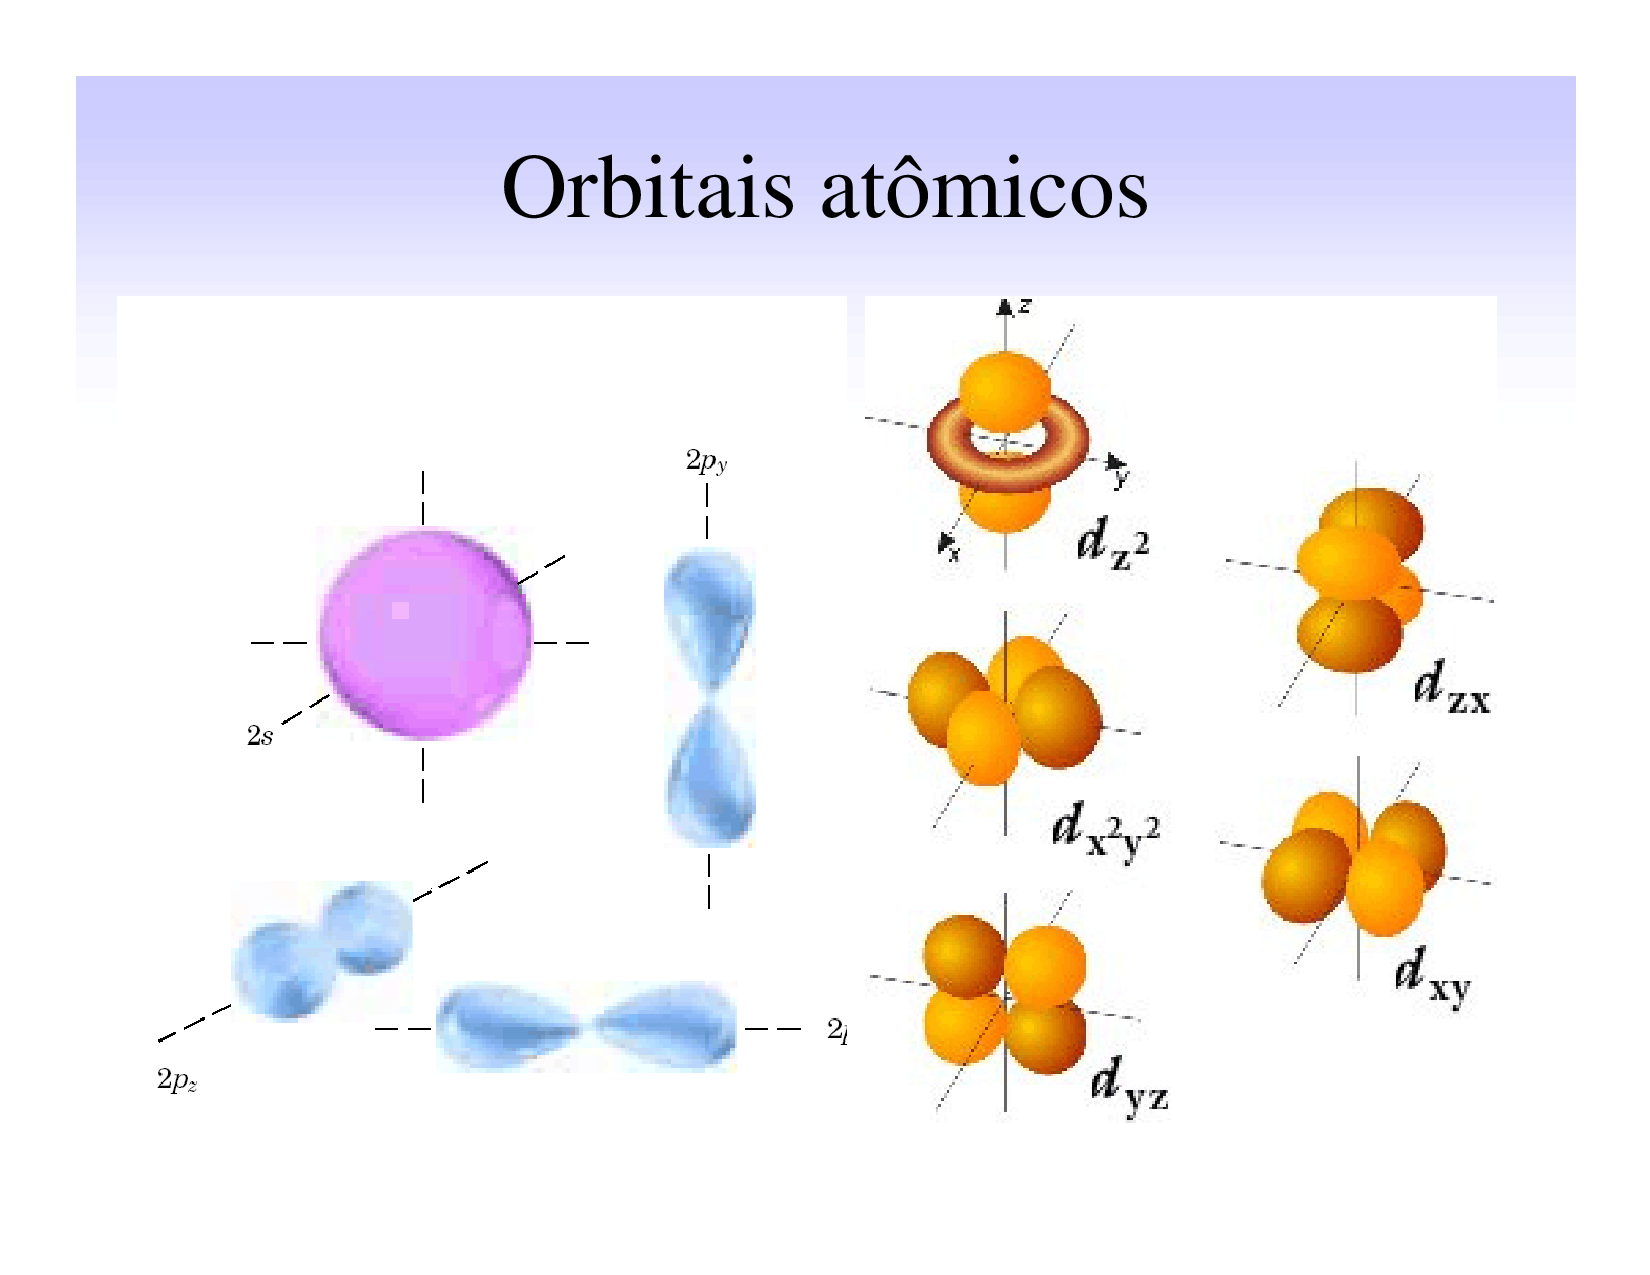 Orbitais atômicos
z
y
x
2p_y
2s
2p_z
d_z²
d_zx
d_x²y²
d_xy
d_yz